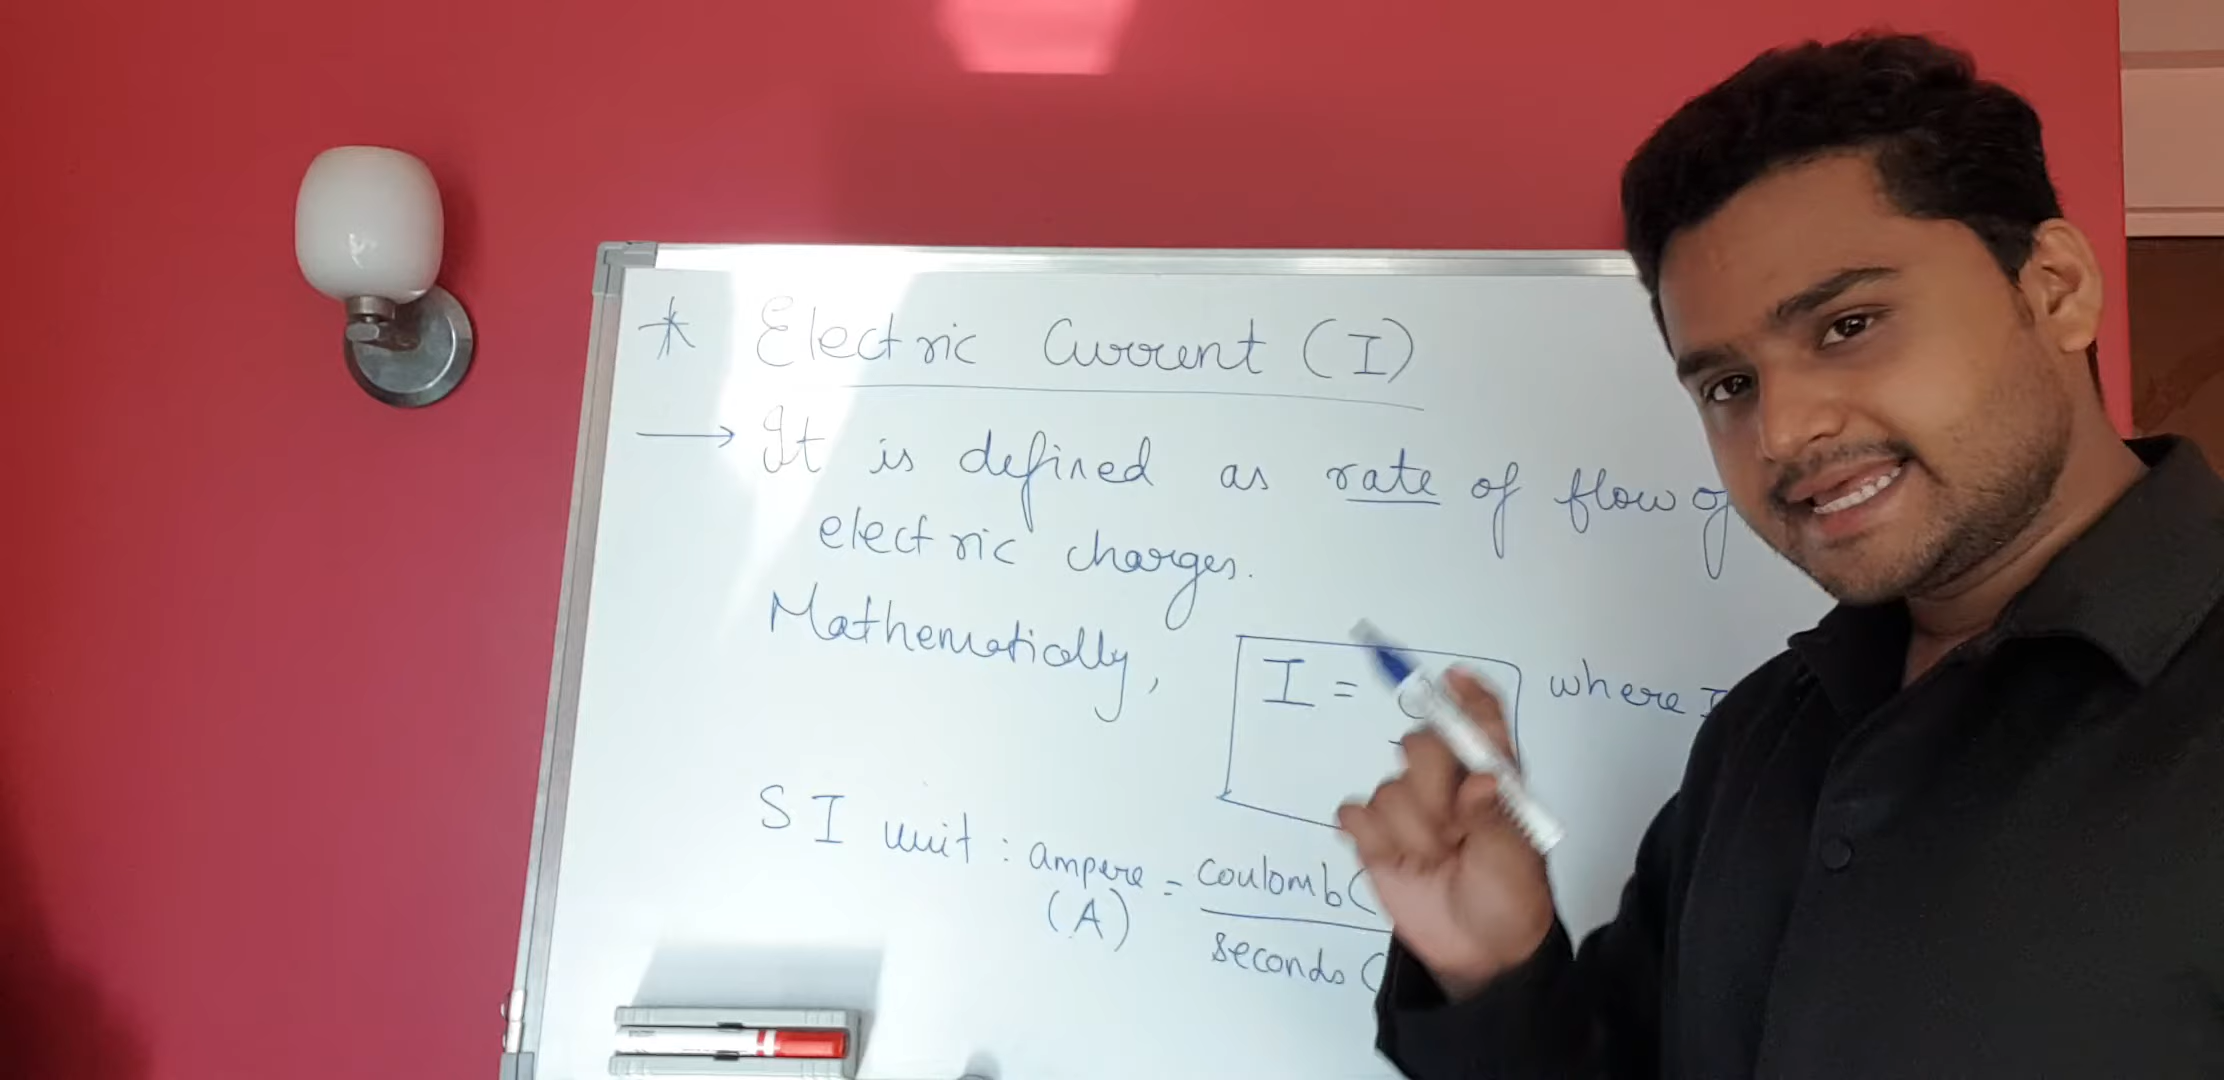 * Electric Current (I)
→ It is defined as rate of flow of
electric charges.
Mathematically, I = where I
SI unit : ampere = coulomb(
(A) seconds (